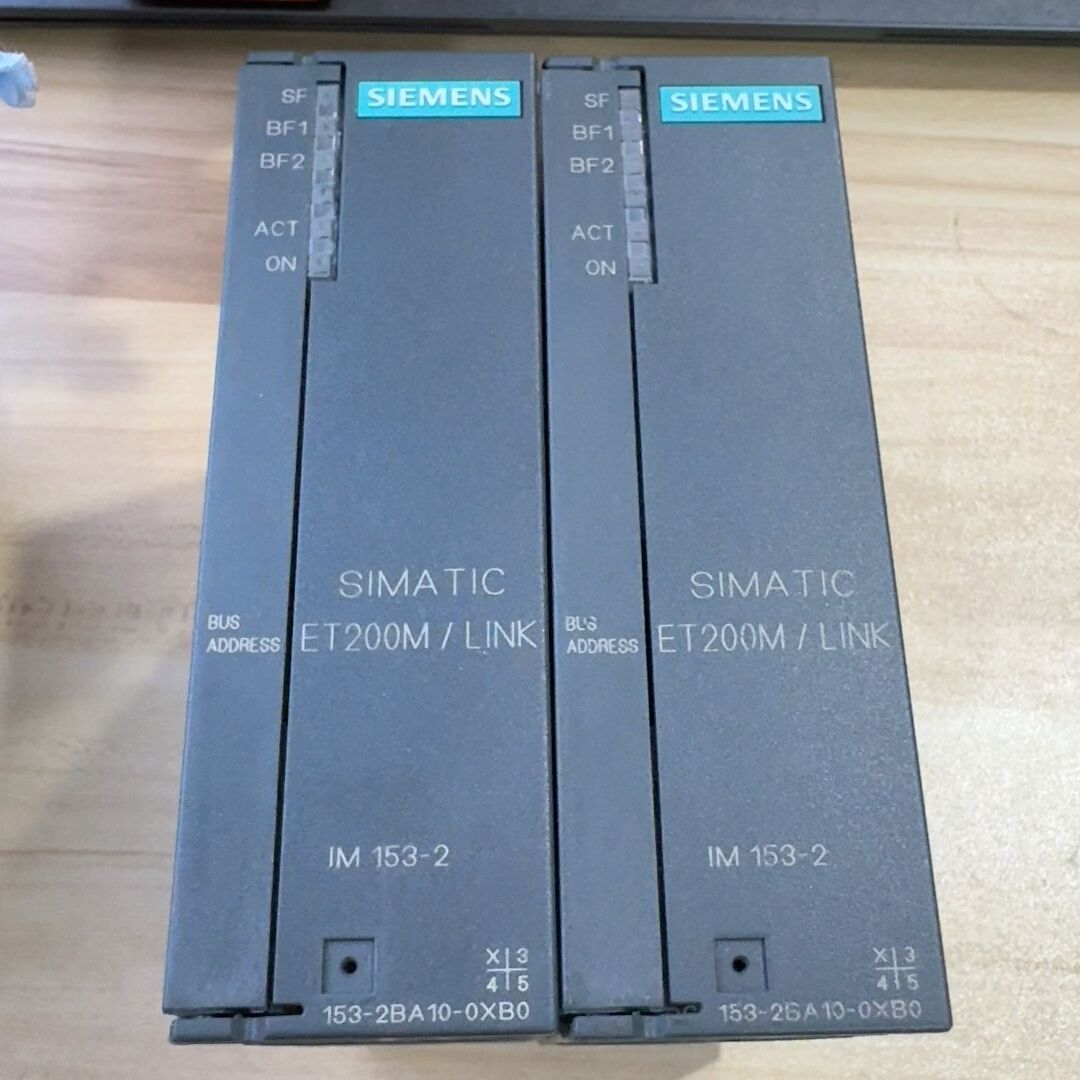 SIEMENS
SF
BF1
BF2
ACT
ON
SIMATIC
BUS
ADDRESS
ET200M / LINK
IM 153-2
X 3
4 5
153-2BA10-0XB0
SIEMENS
SF
BF1
BF2
ACT
ON
SIMATIC
BUS
ADDRESS
ET200M / LINK
IM 153-2
X 3
4 5
153-2BA10-0XB0